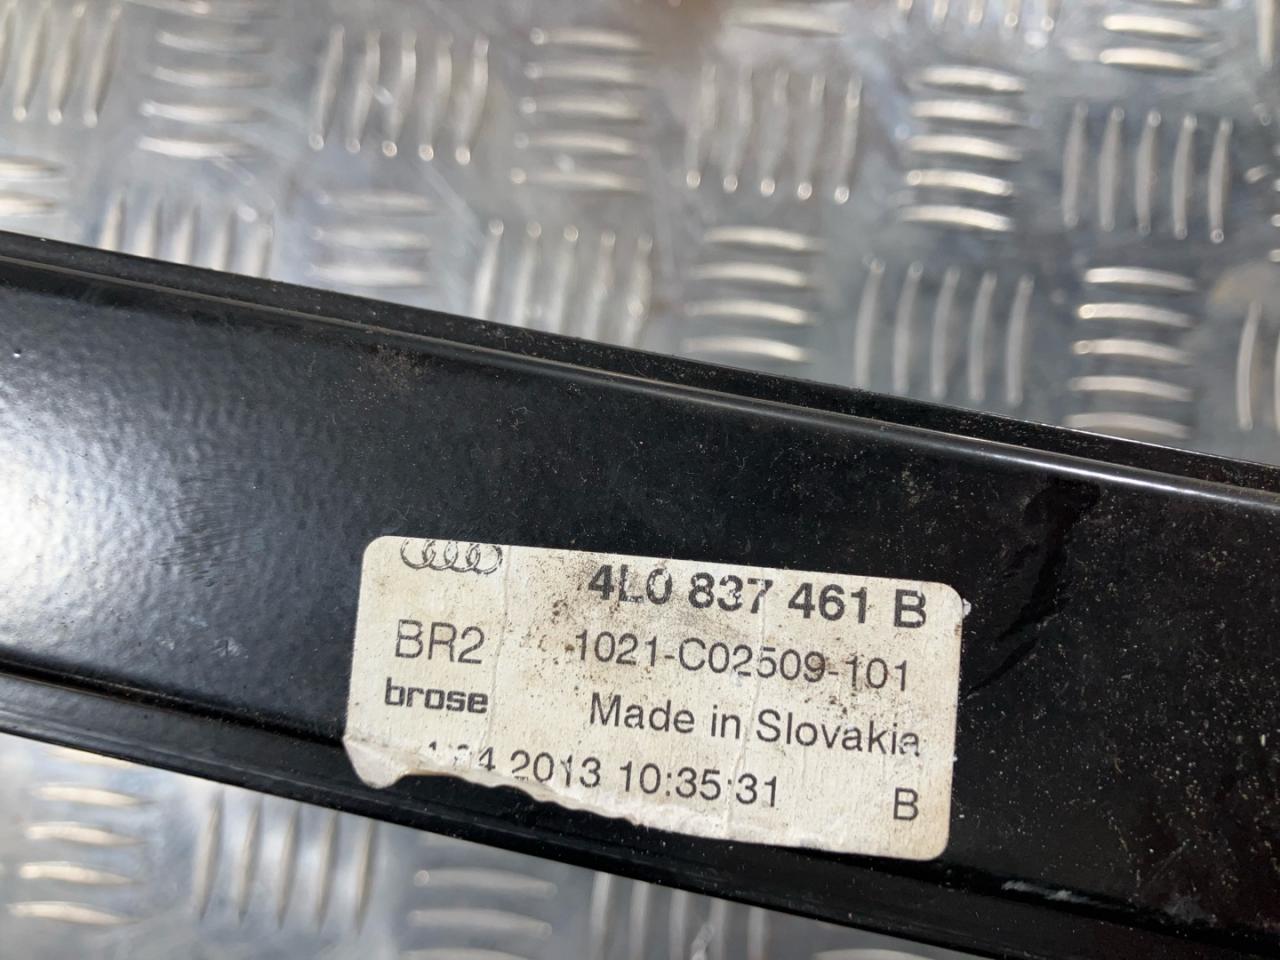 4L0 837 461 B
BR2 1021-C02509-101
brose Made in Slovakia
2013 10:35:31 B